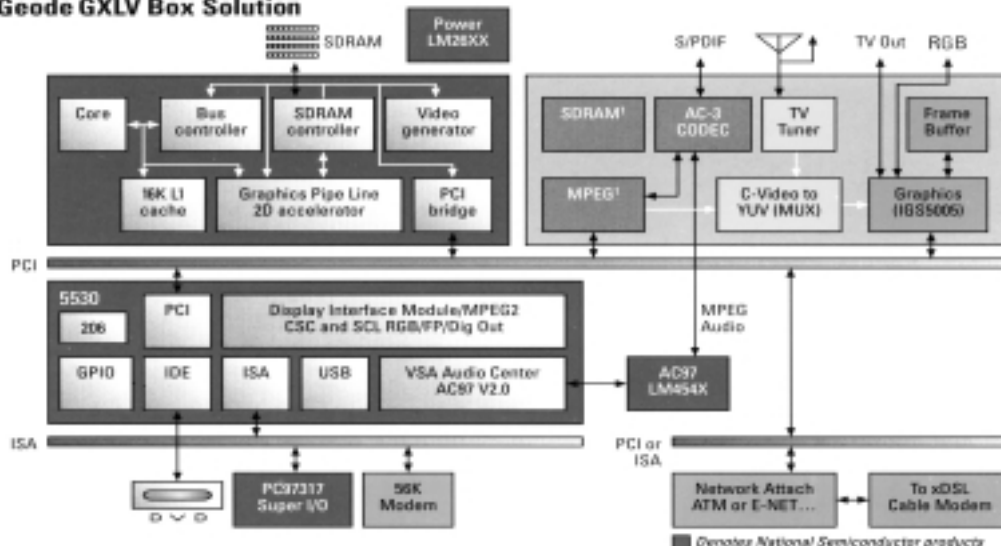 Geode GXLV Box Solution
Power
LM26XX
SDRAM
S/PDIF
TV Out
RGB
Core
Bus
controller
SDRAM
controller
Video
generator
SDRAM¹
AC-3
CODEC
TV
Tuner
Frame
Buffer
16K L1
cache
Graphics Pipe Line
2D accelerator
PCI
bridge
MPEG¹
C-Video to
YUV (MUX)
Graphics
(IGS5005)
PCI
5530
206
PCI
Display Interface Module/MPEG2
CSC and SCL RGB/FP/Dig Out
MPEG
Audio
GPIO
IDE
ISA
USB
VSA Audio Center
AC97 V2.0
AC97
LM454X
ISA
PCI or
ISA
DVD
PC97317
Super I/O
56K
Modem
Network Attach
ATM or E-NET...
To xDSL
Cable Modem
Denotes National Semiconductor products